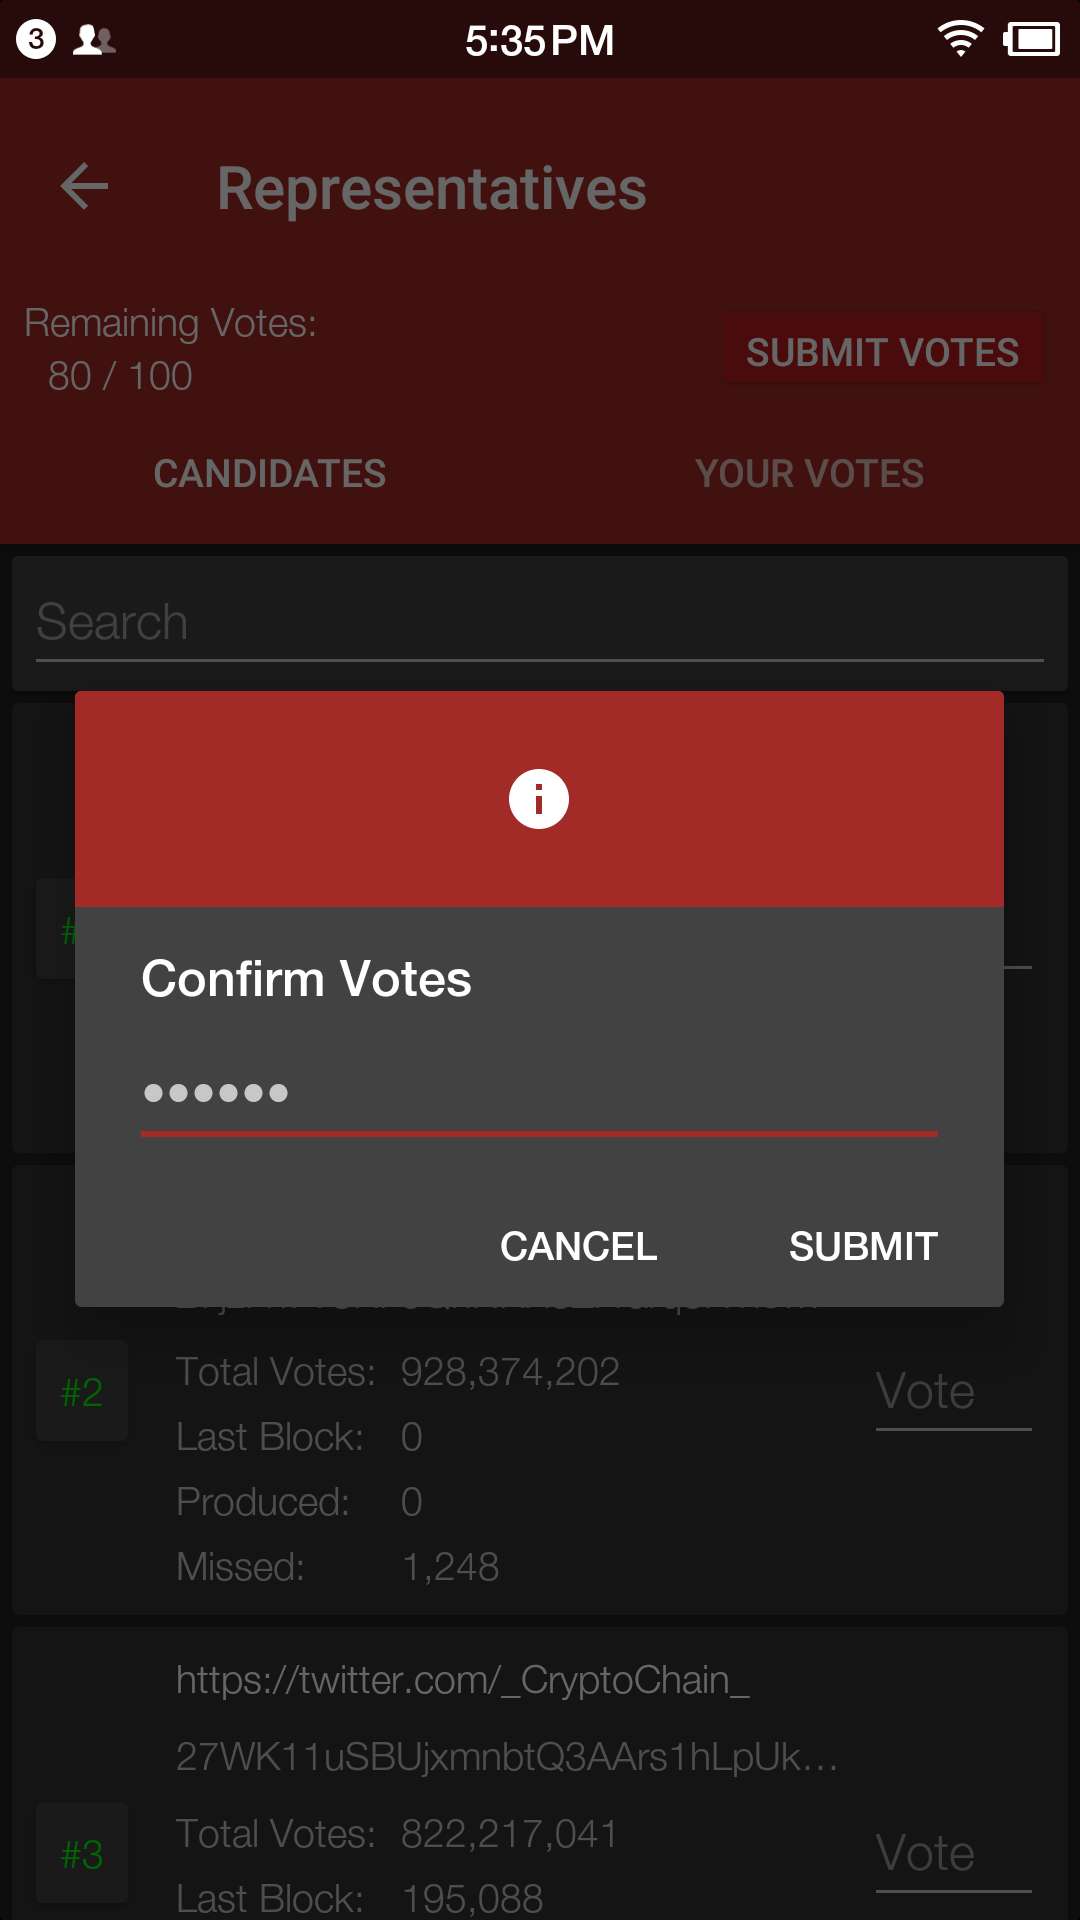 3
5:35 PM
Representatives
Remaining Votes:
80 / 100
SUBMIT VOTES
CANDIDATES
YOUR VOTES
Search
#
Confirm Votes
••••••
CANCEL
SUBMIT
#2
Total Votes: 928,374,202
Vote
Last Block: 0
Produced: 0
Missed: 1,248
https://twitter.com/_CryptoChain_
27WK11uSBUjxmnbtQ3AArs1hLpUk...
#3
Total Votes: 822,217,041
Vote
Last Block: 195,088